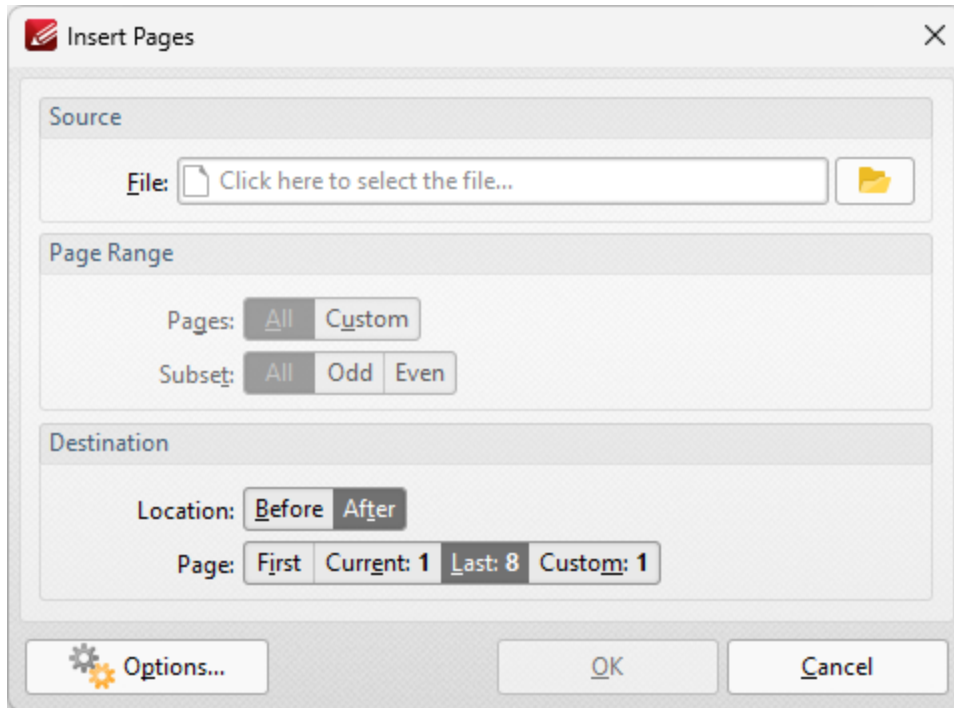 Insert Pages
Source
File: Click here to select the file...
Page Range
Pages: All Custom
Subset: All Odd Even
Destination
Location: Before After
Page: First Current: 1 Last: 8 Custom: 1
Options... OK Cancel